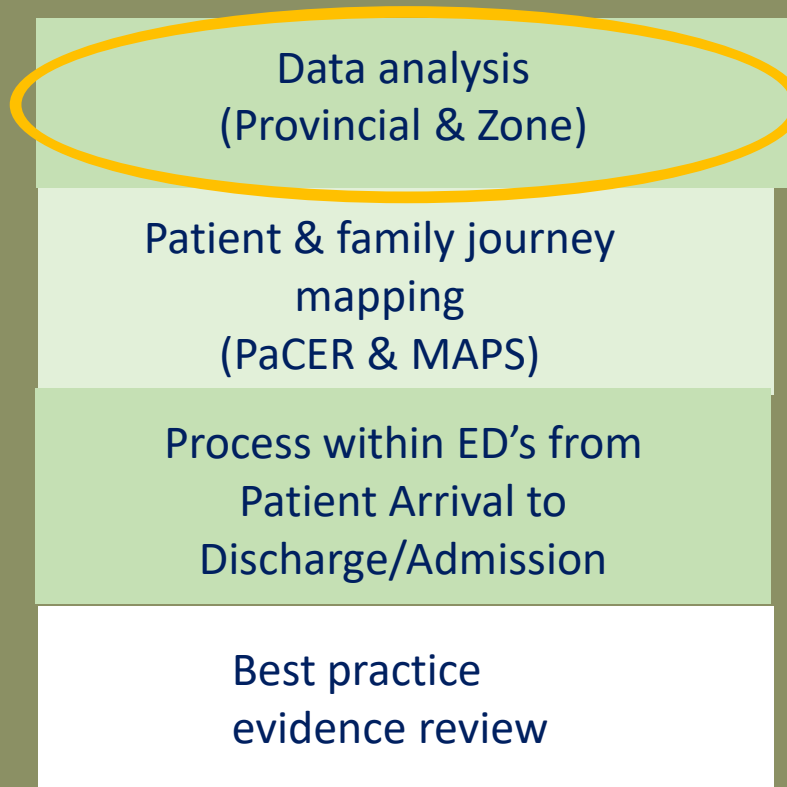 Data analysis
(Provincial & Zone)
Patient & family journey
mapping
(PaCER & MAPS)
Process within ED’s from
Patient Arrival to
Discharge/Admission
Best practice
evidence review